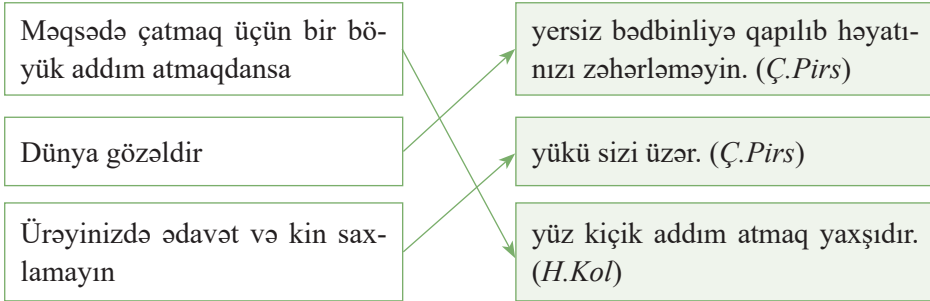 Məqsədə çatmaq üçün bir bö-
yük addım atmaqdansa
yersiz bədbinliyə qapılıb həyatı-
nızı zəhərləməyin. (Ç.Pirs)
Dünya gözəldir
yükü sizi üzər. (Ç.Pirs)
Ürəyinizdə ədavət və kin sax-
lamayın
yüz kiçik addım atmaq yaxşıdır.
(H.Kol)